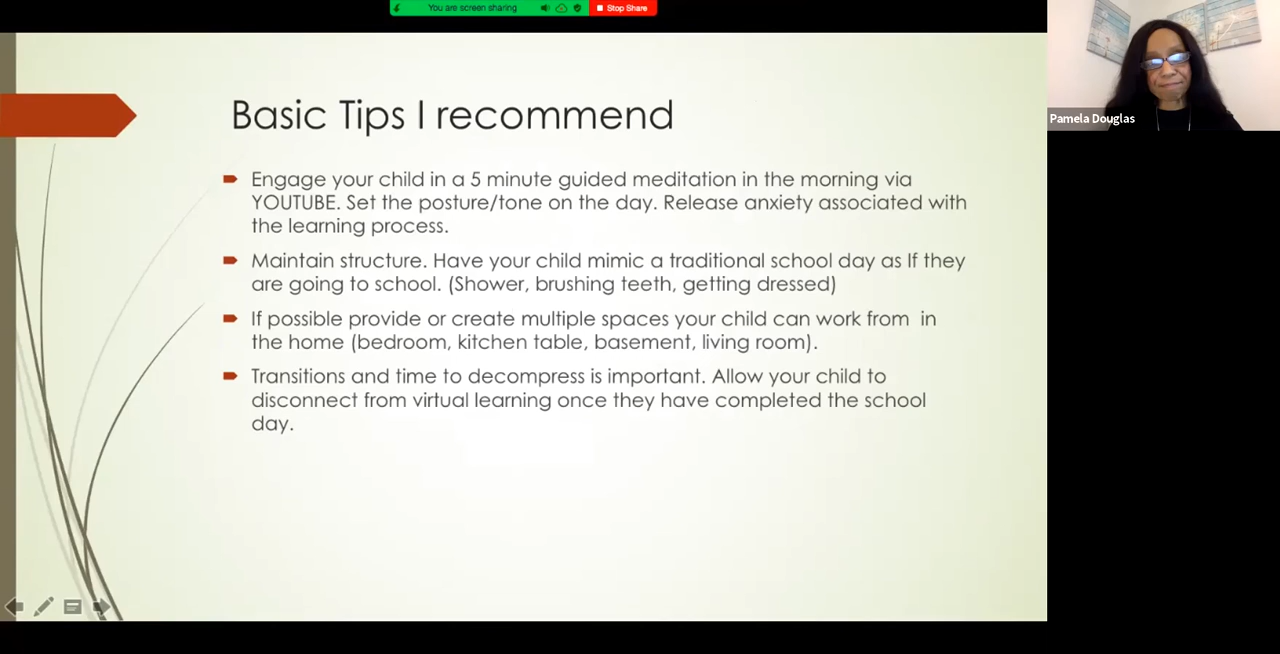 You are screen sharing
Stop Share
Pamela Douglas
Basic Tips I recommend
Engage your child in a 5 minute guided meditation in the morning via
YOUTUBE. Set the posture/tone on the day. Release anxiety associated with
the learning process.
Maintain structure. Have your child mimic a traditional school day as If they
are going to school. (Shower, brushing teeth, getting dressed)
If possible provide or create multiple spaces your child can work from  in
the home (bedroom, kitchen table, basement, living room).
Transitions and time to decompress is important. Allow your child to
disconnect from virtual learning once they have completed the school
day.